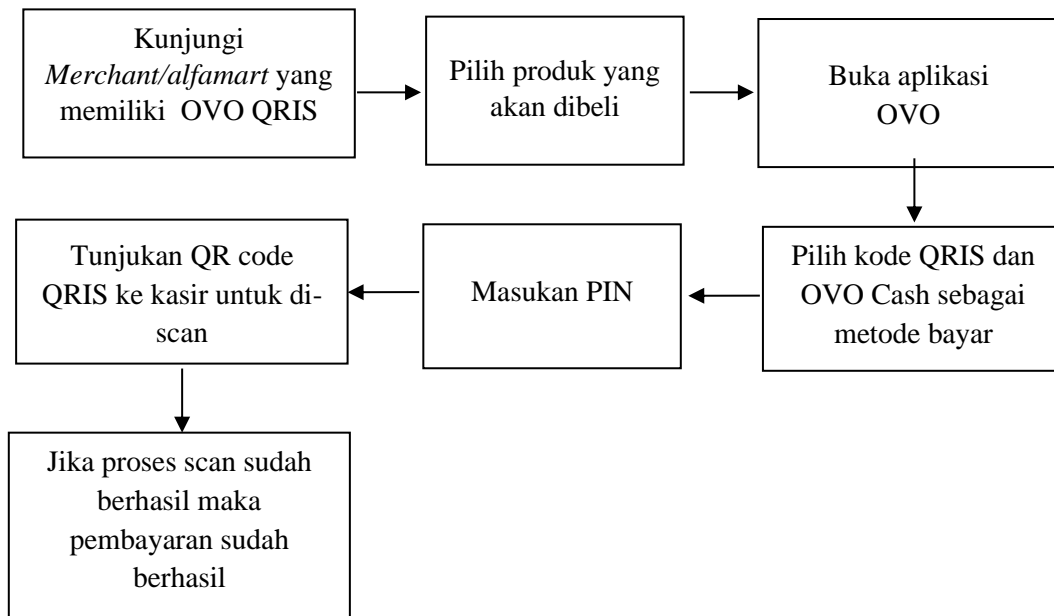 Kunjungi
Merchant/alfamart yang
memiliki  OVO QRIS
Pilih produk yang
akan dibeli
Buka aplikasi
OVO
Pilih kode QRIS dan
OVO Cash sebagai
metode bayar
Masukan PIN
Tunjukan QR code
QRIS ke kasir untuk di-
scan
Jika proses scan sudah
berhasil maka
pembayaran sudah
berhasil